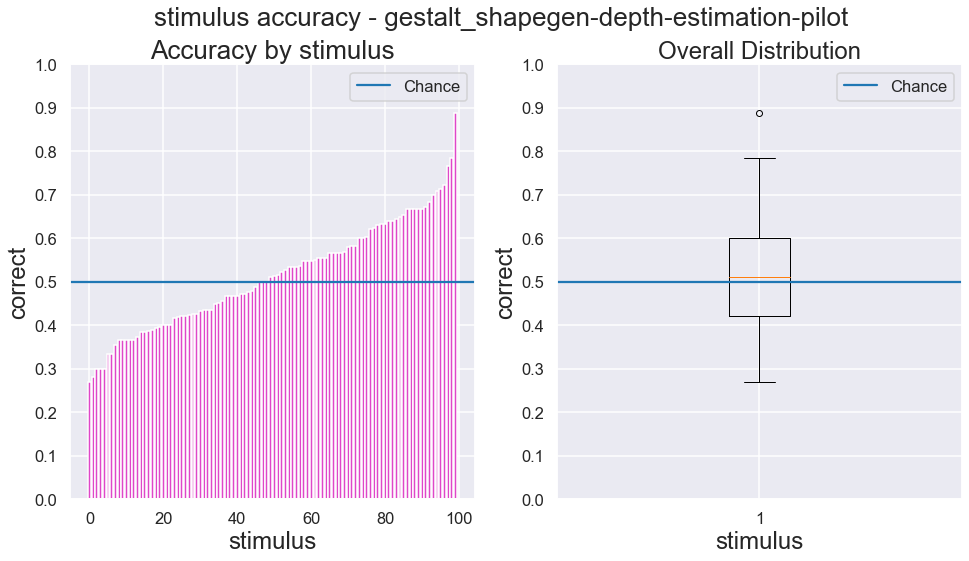 stimulus accuracy - gestalt_shapegen-depth-estimation-pilot
Accuracy by stimulus
Chance
correct
1.0
0.9
0.8
0.7
0.6
0.5
0.4
0.3
0.2
0.1
0.0
0 20 40 60 80 100
stimulus
Overall Distribution
Chance
correct
1.0
0.9
0.8
0.7
0.6
0.5
0.4
0.3
0.2
0.1
0.0
1
stimulus